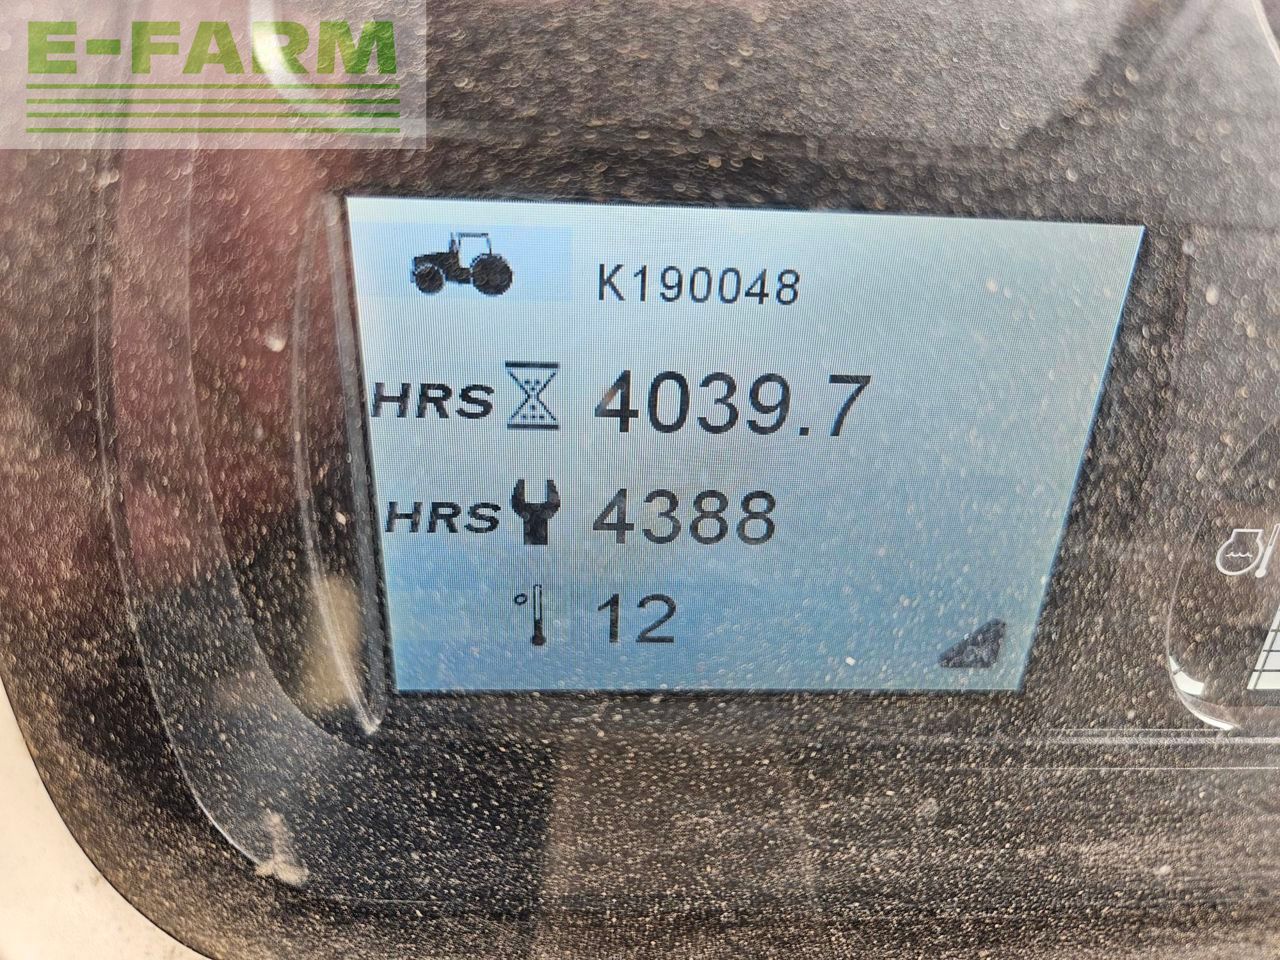 E-FARM
K190048
HRS 4039.7
HRS 4388
° 12